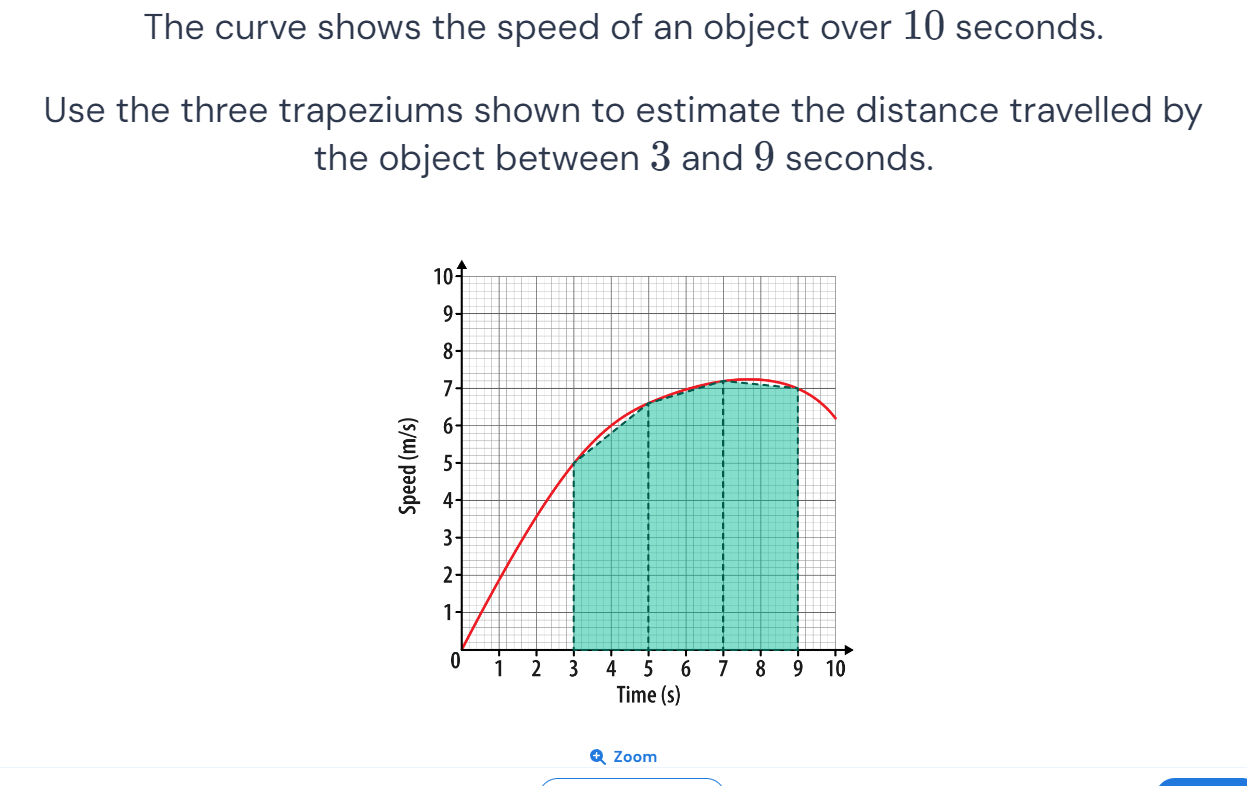 The curve shows the speed of an object over 10 seconds.
Use the three trapeziums shown to estimate the distance travelled by
the object between 3 and 9 seconds.
10
9
8
7
6
5
4
3
2
1
Speed (m/s)
0 1 2 3 4 5 6 7 8 9 10
Time (s)
Zoom